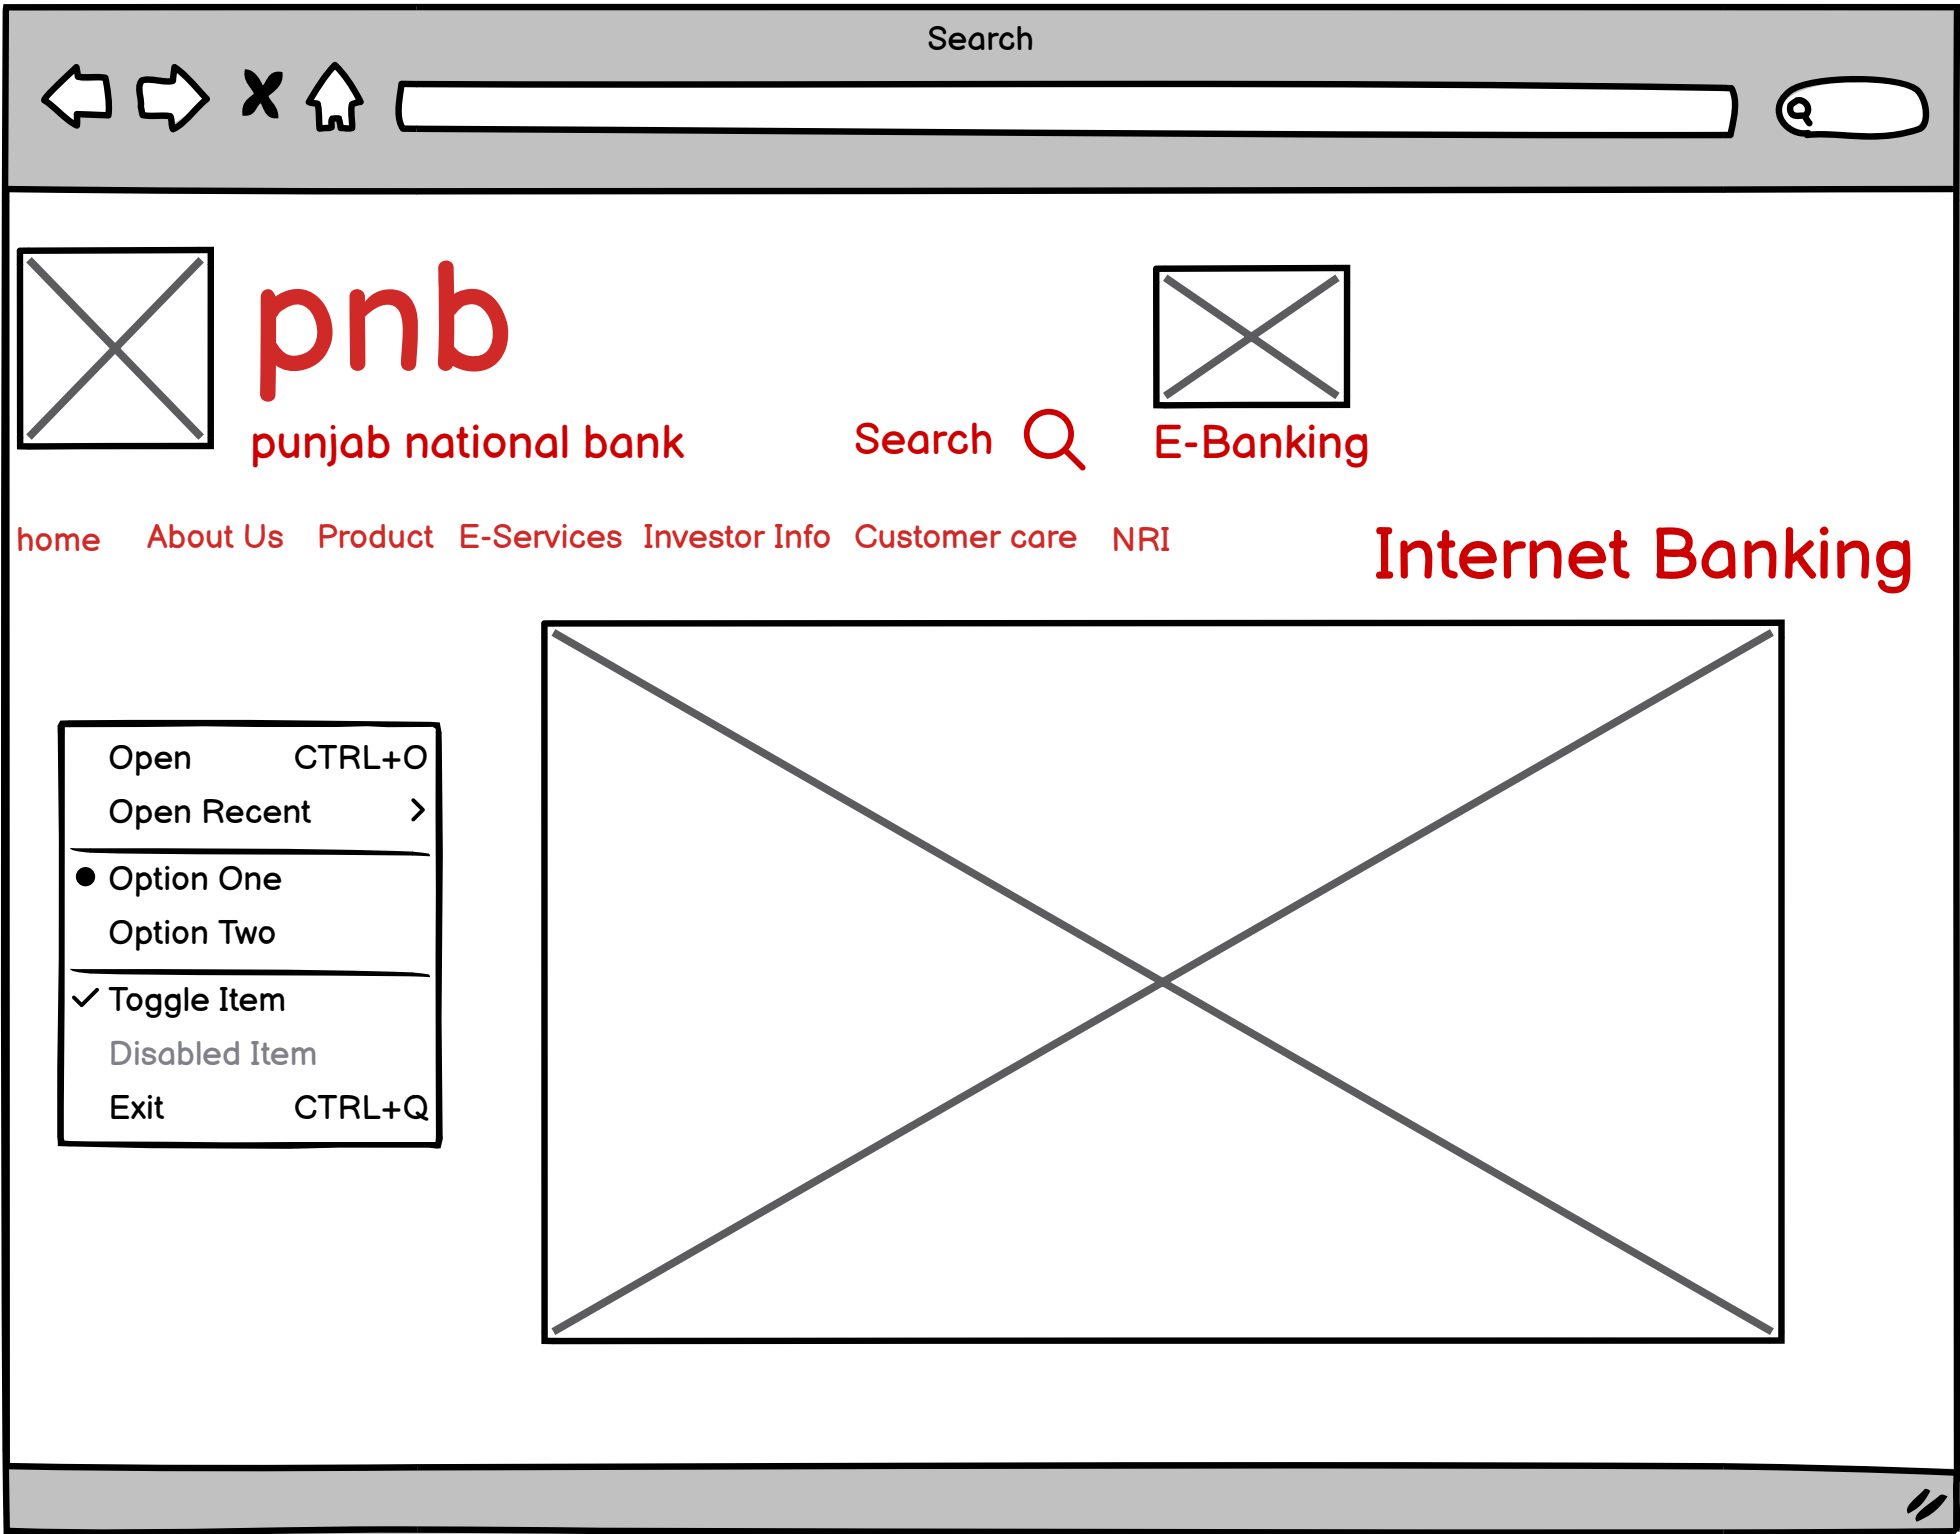 Search
pnb
punjab national bank
Search
E-Banking
home About Us Product E-Services Investor Info Customer care NRI
Internet Banking
Open CTRL+O
Open Recent
Option One
Option Two
Toggle Item
Disabled Item
Exit CTRL+Q